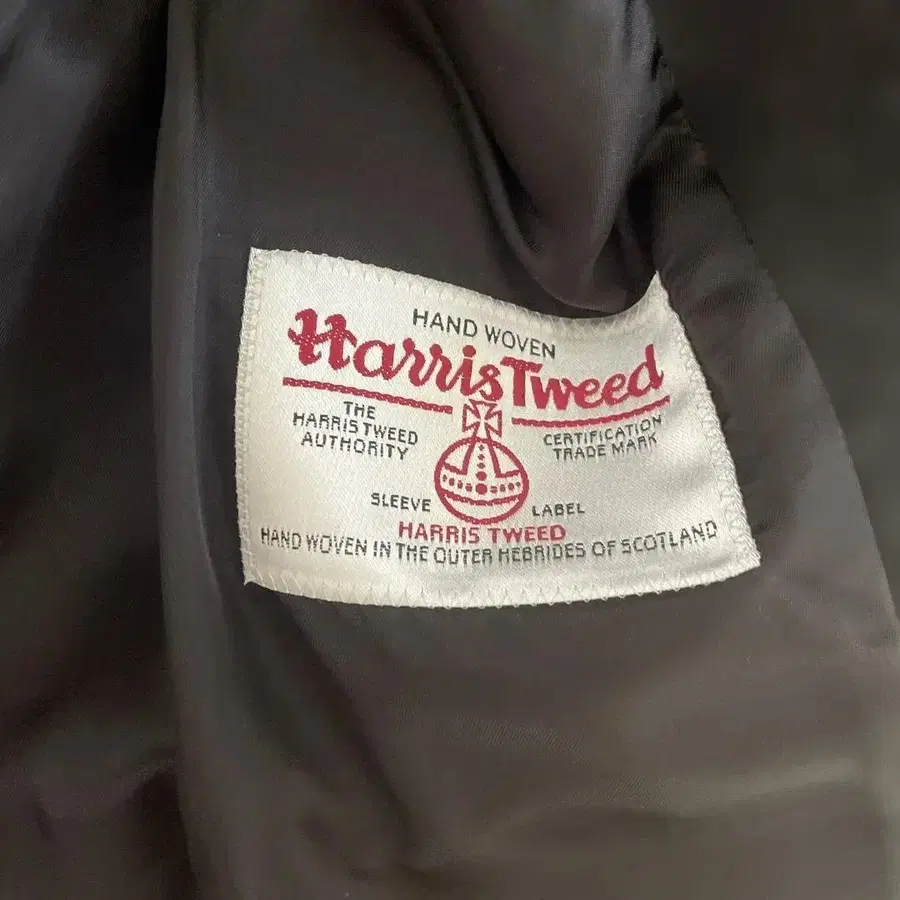 HAND WOVEN
Harris Tweed
THE
HARRIS TWEED
AUTHORITY
CERTIFICATION
TRADE MARK
SLEEVE LABEL
HARRIS TWEED
HAND WOVEN IN THE OUTER HEBRIDES OF SCOTLAND